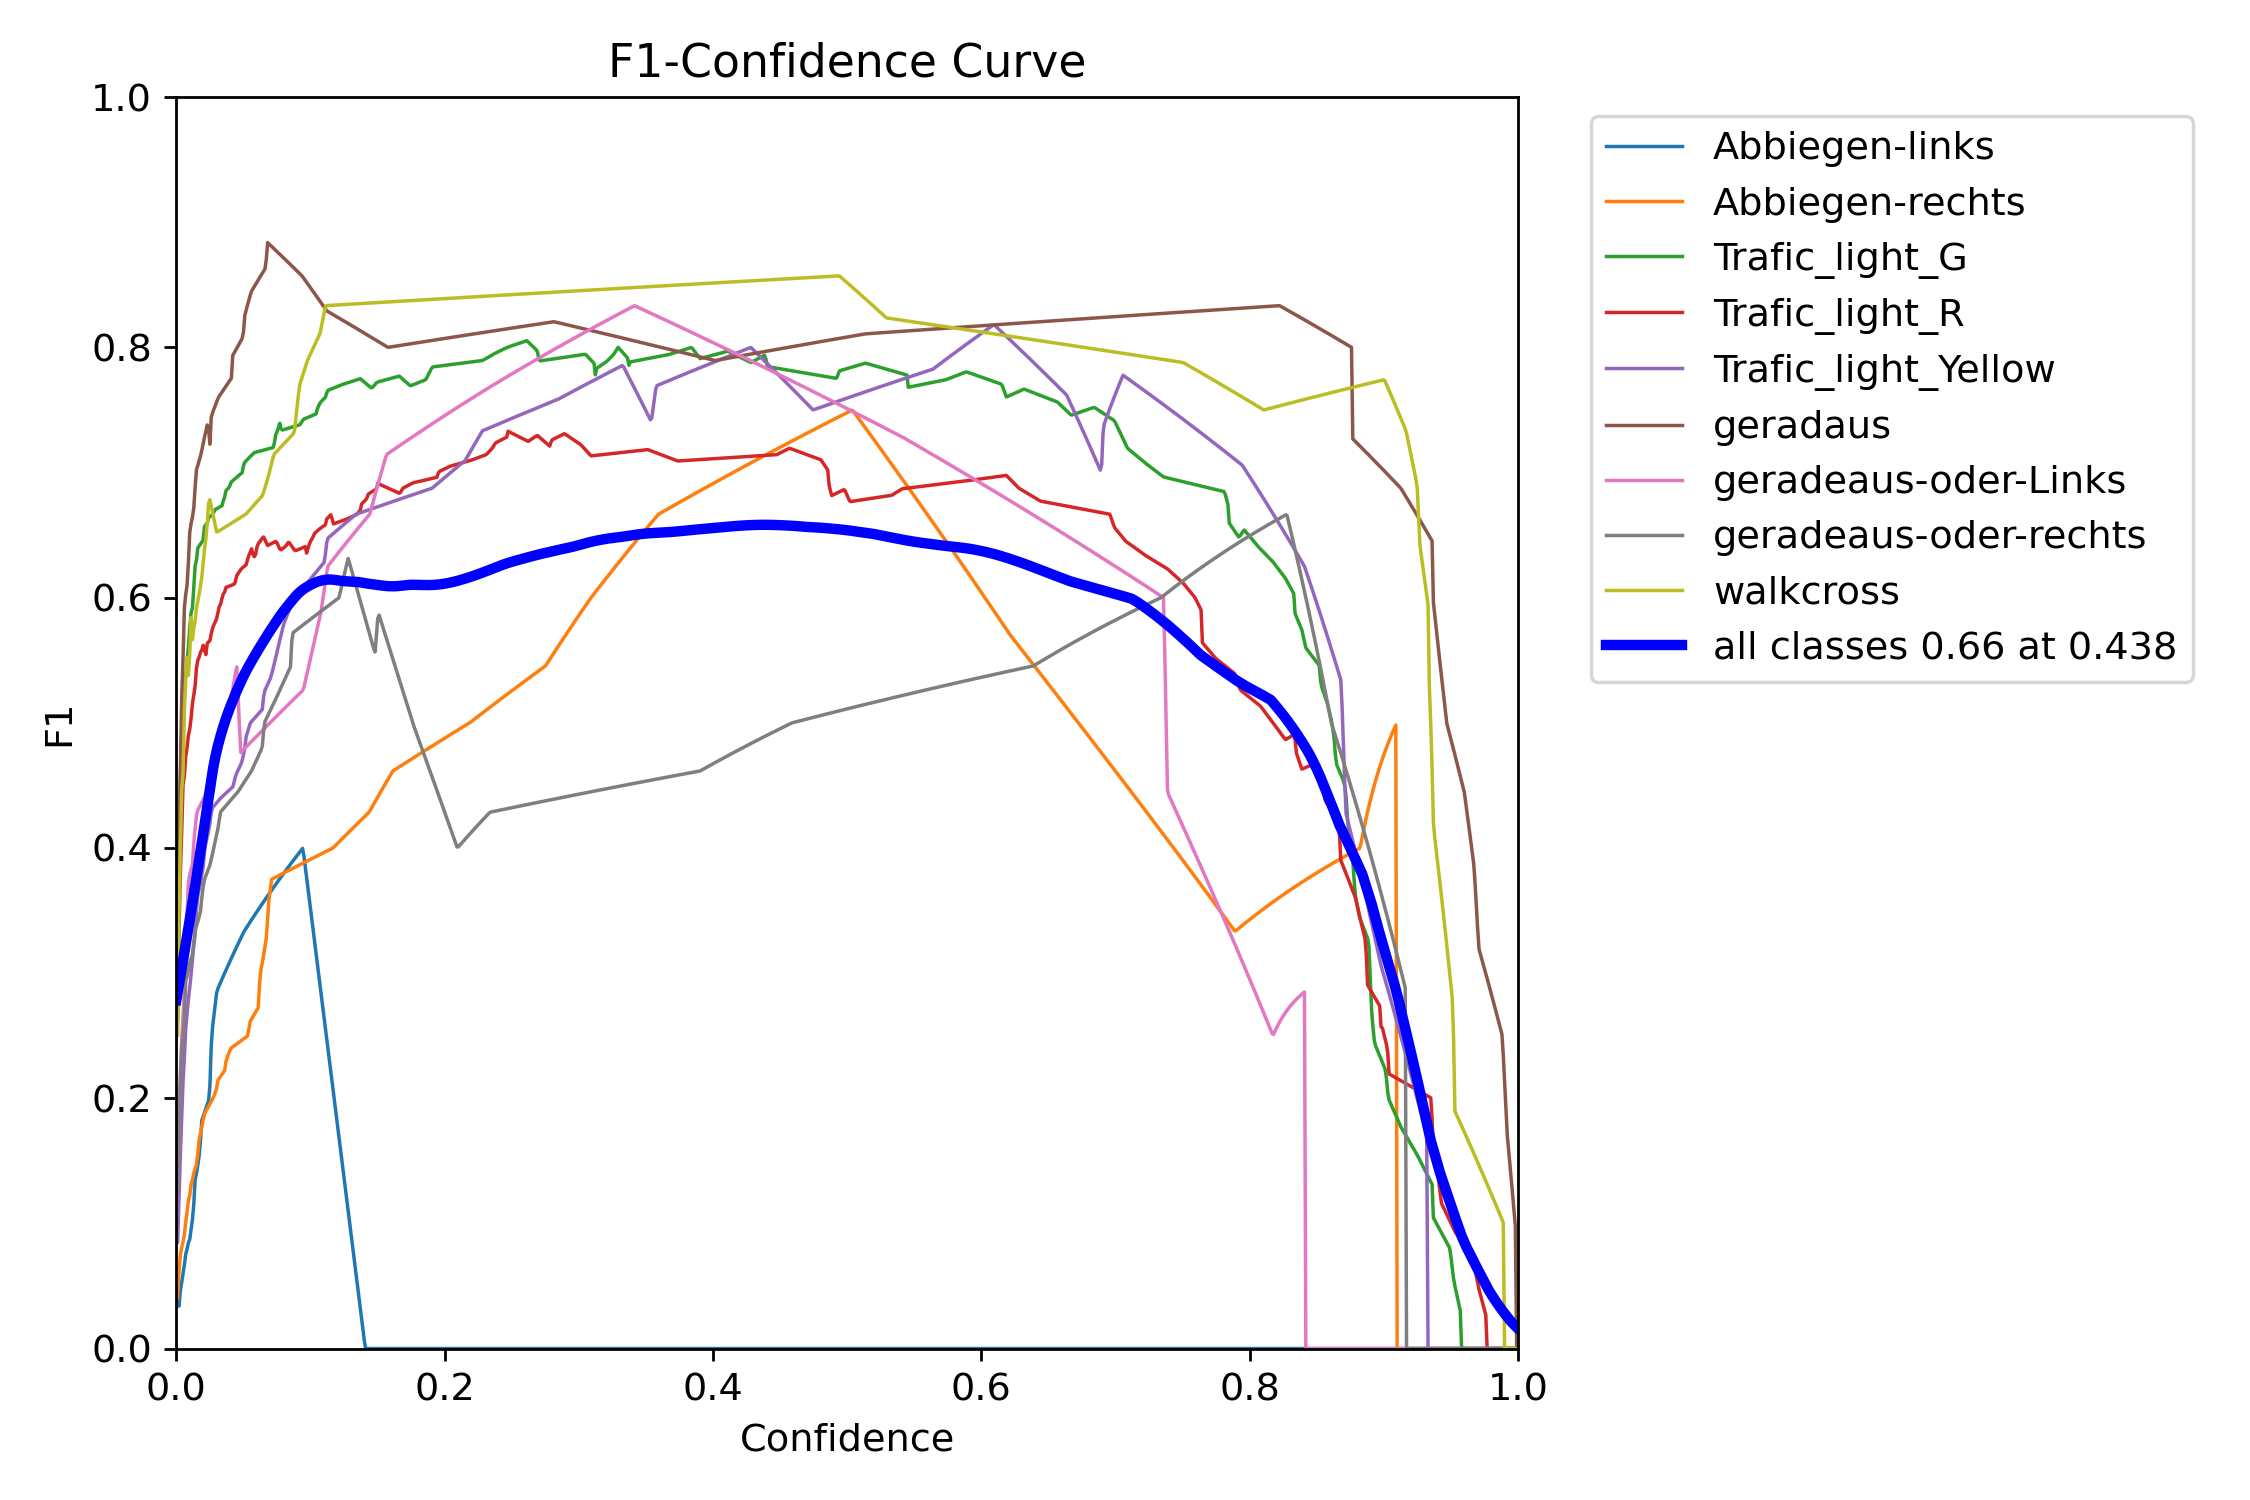 F1-Confidence Curve
1.0
0.8
0.6
0.4
0.2
0.0
F1
0.0 0.2 0.4 0.6 0.8 1.0
Confidence
Abbiegen-links
Abbiegen-rechts
Trafic_light_G
Trafic_light_R
Trafic_light_Yellow
geradaus
geradeaus-oder-Links
geradeaus-oder-rechts
walkcross
all classes 0.66 at 0.438